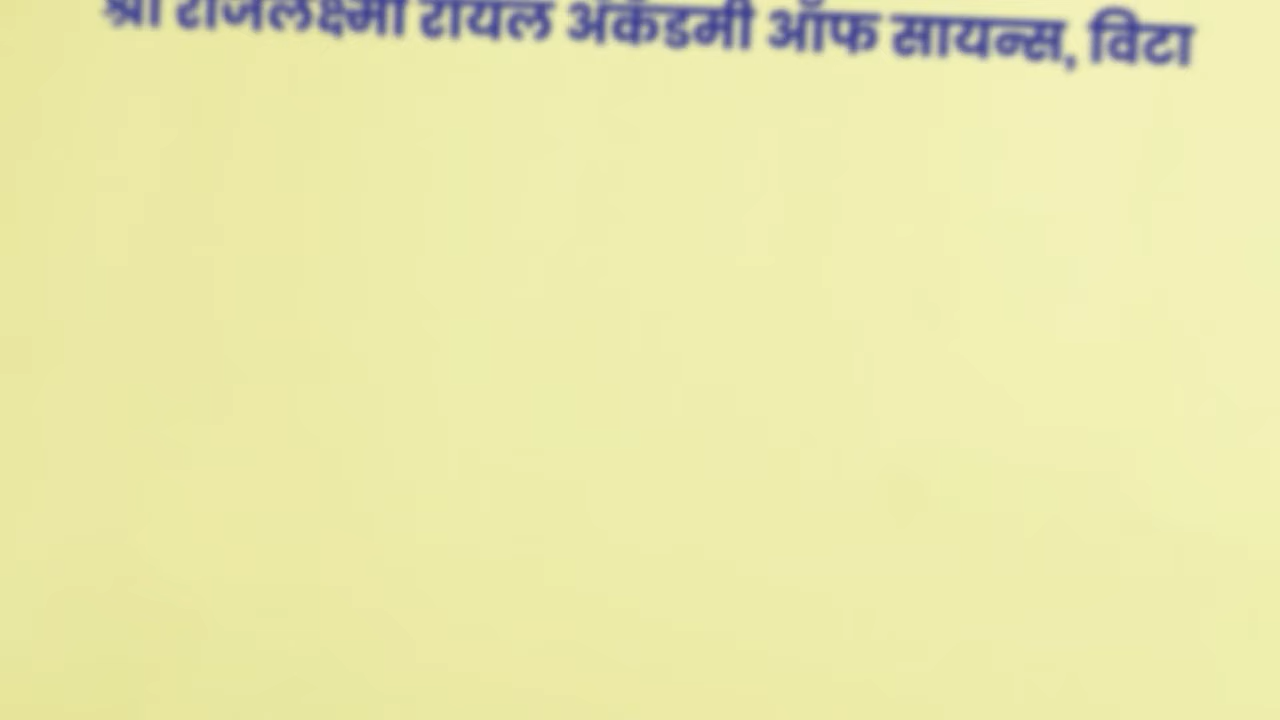 श्री राजलक्ष्मी रॉयल अकॅडमी ऑफ सायन्स, विटा